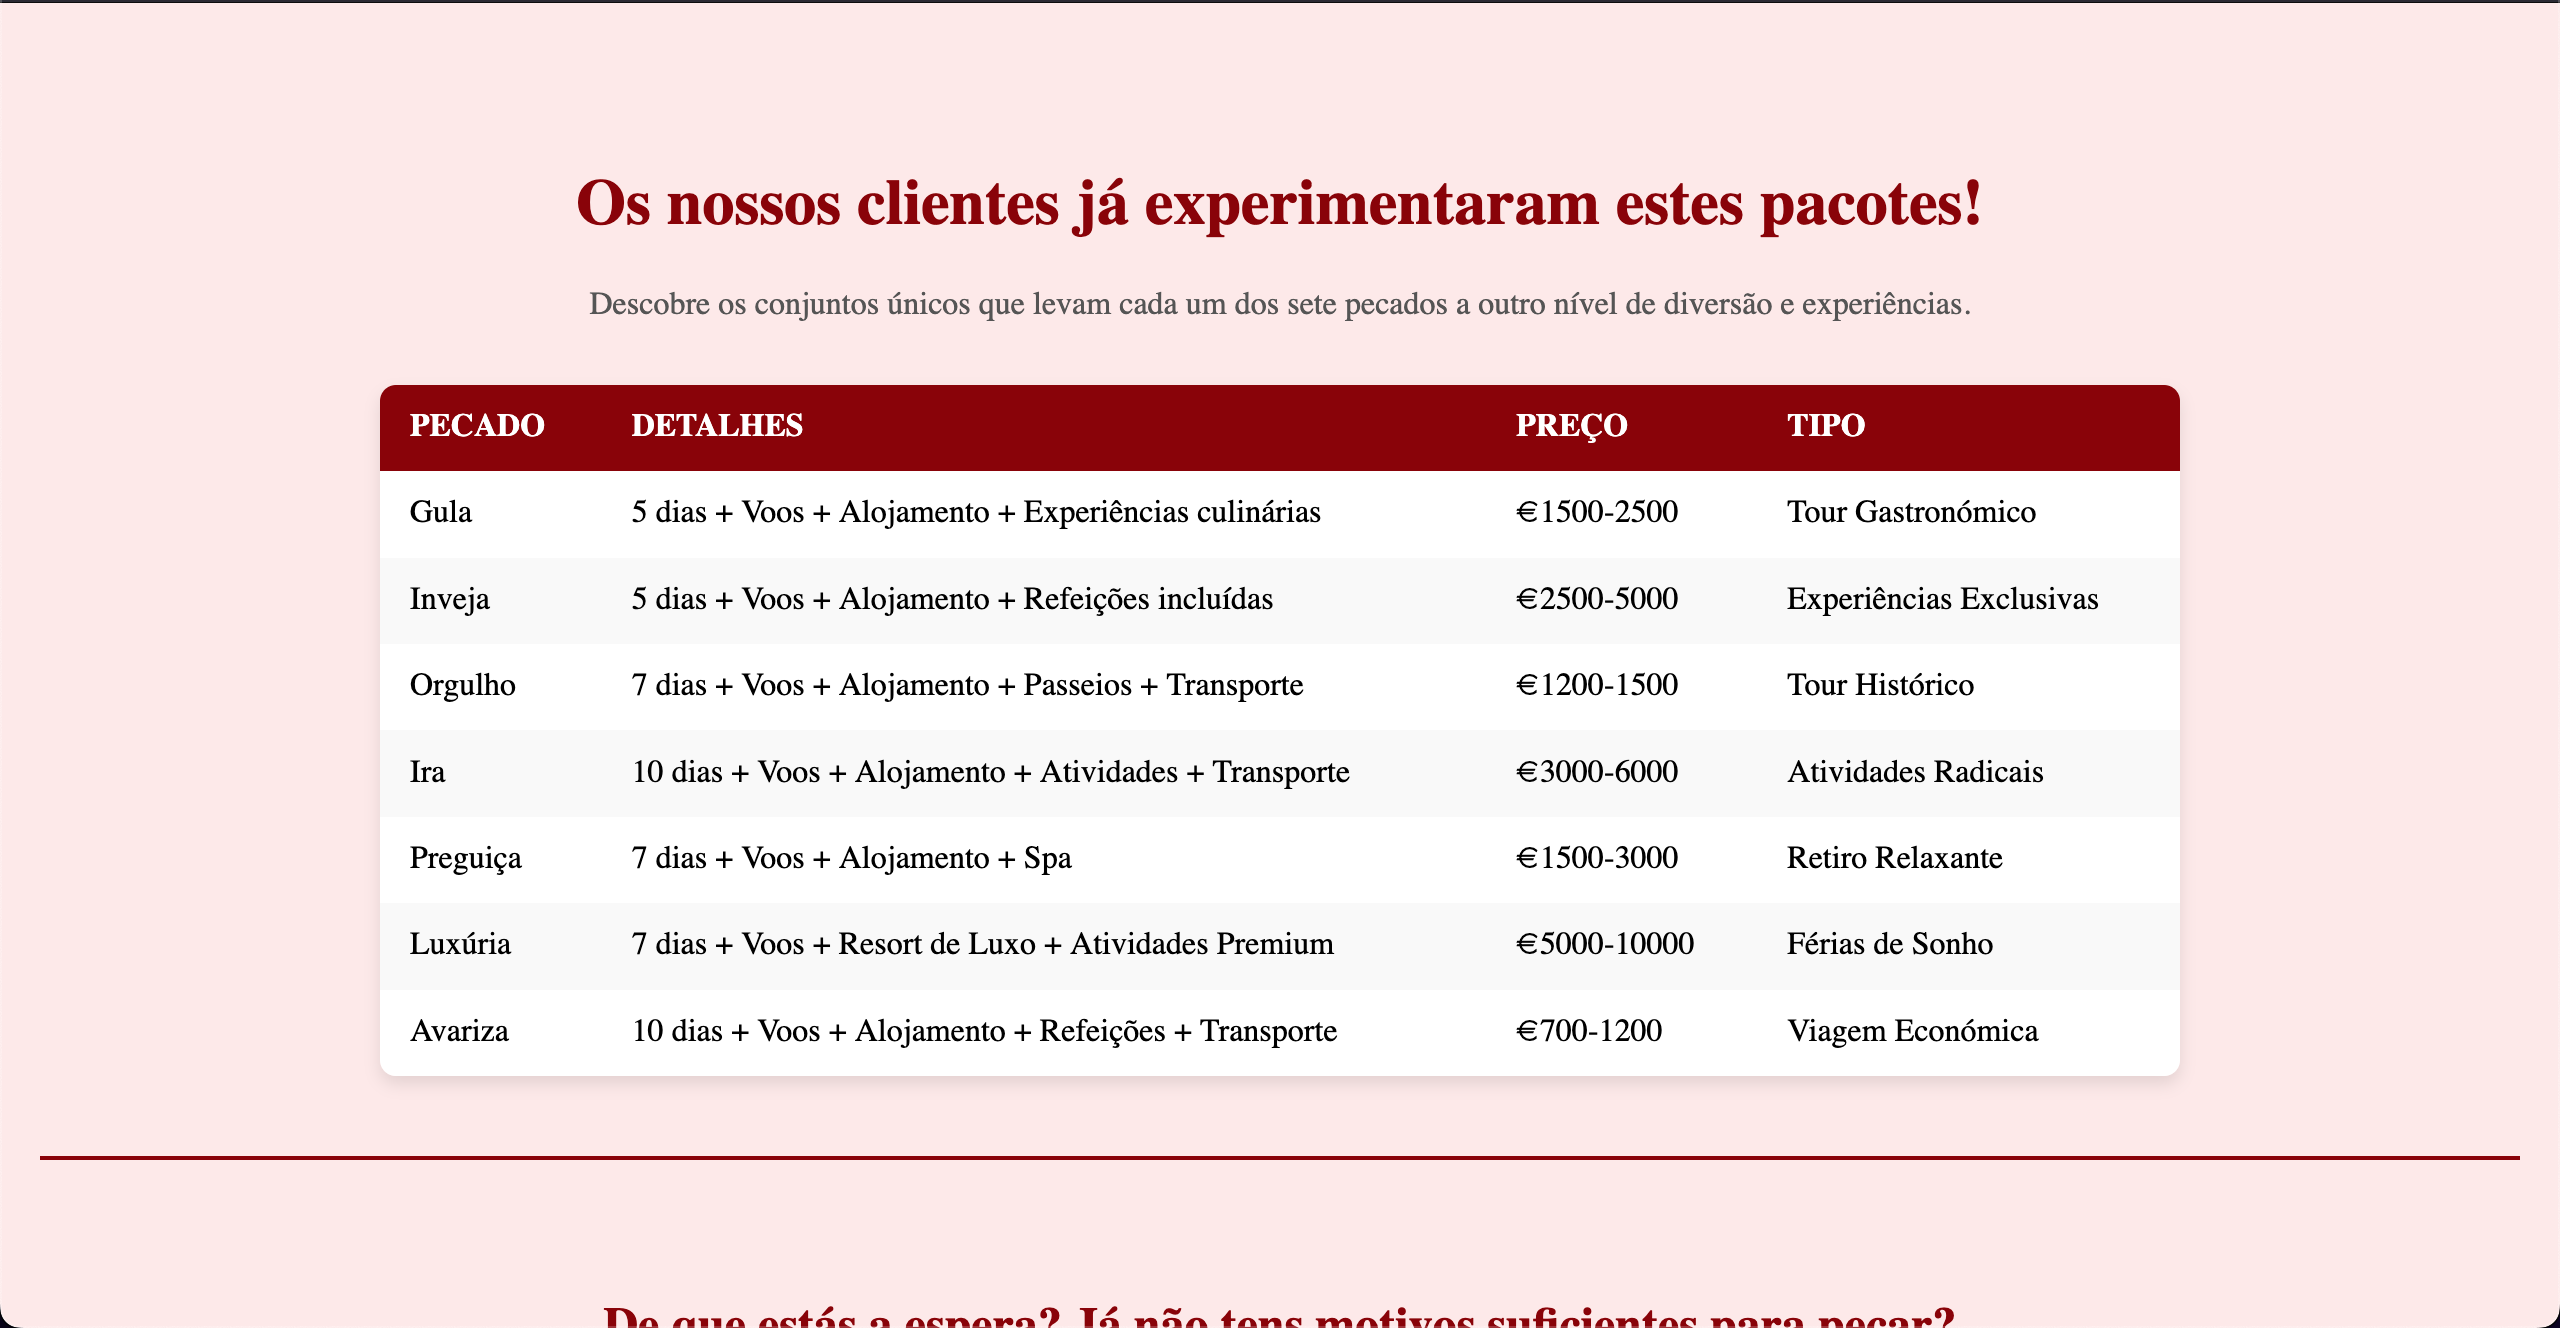 Os nossos clientes já experimentaram estes pacotes!
Descobre os conjuntos únicos que levam cada um dos sete pecados a outro nível de diversão e experiências.
PECADO DETALHES PREÇO TIPO
Gula 5 dias + Voos + Alojamento + Experiências culinárias €1500-2500 Tour Gastronómico
Inveja 5 dias + Voos + Alojamento + Refeições incluídas €2500-5000 Experiências Exclusivas
Orgulho 7 dias + Voos + Alojamento + Passeios + Transporte €1200-1500 Tour Histórico
Ira 10 dias + Voos + Alojamento + Atividades + Transporte €3000-6000 Atividades Radicais
Preguiça 7 dias + Voos + Alojamento + Spa €1500-3000 Retiro Relaxante
Luxúria 7 dias + Voos + Resort de Luxo + Atividades Premium €5000-10000 Férias de Sonho
Avariza 10 dias + Voos + Alojamento + Refeições + Transporte €700-1200 Viagem Económica
De que estás a espera? Já não tens motivos suficientes para pecar?